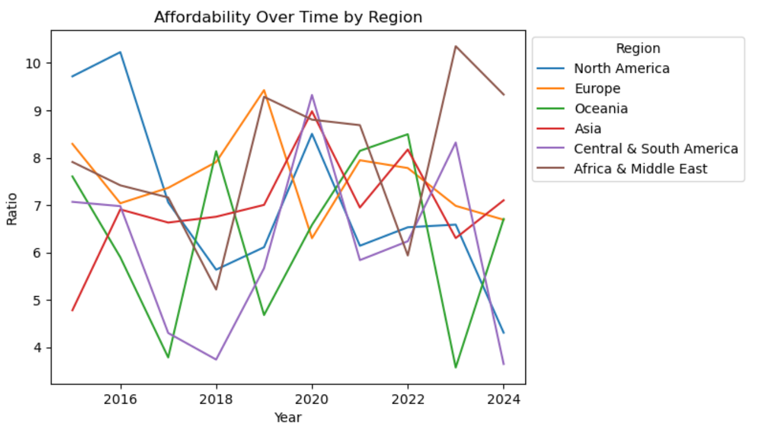 Affordability Over Time by Region
Ratio
10
9
8
7
6
5
4
2016
2018
2020
2022
2024
Year
Region
North America
Europe
Oceania
Asia
Central & South America
Africa & Middle East